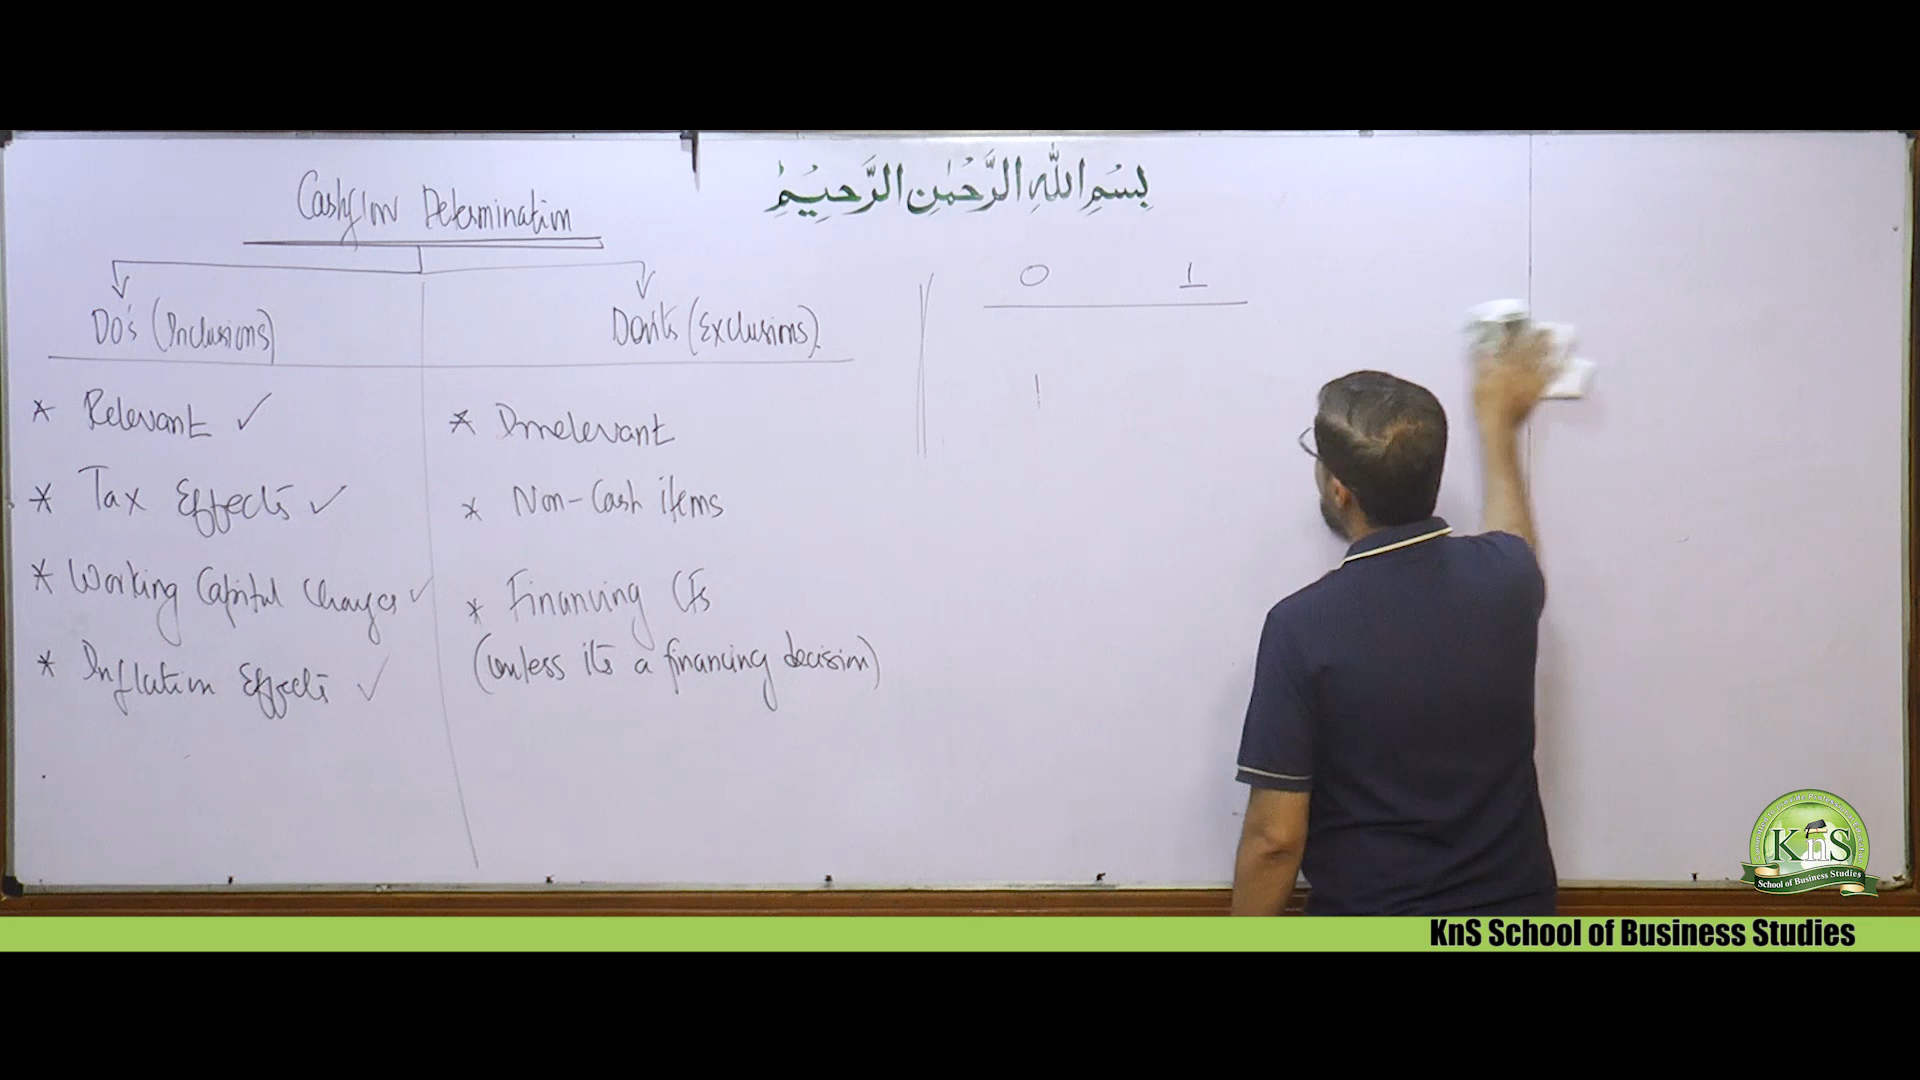 بِسْمِ اللهِ الرَّحْمٰنِ الرَّحِيْمِ
Cashflow Determination
Do's (Inclusions)
Don'ts (Exclusions)
* Relevant ✓
* Tax Effects ✓
* Working Capital Changes ✓
* Inflation Effects ✓
* Irrelevant
* Non-Cash items
* Financing CFs
(unless its a financing decision)
0 1
1
KnS
School of Business Studies
KnS School of Business Studies